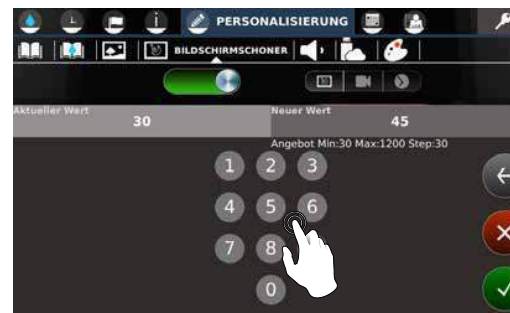 PERSONALISIERUNG
BILDSCHIRMSCHONER
Aktueller Wert
30
Neuer Wert
45
Angebot Min:30 Max:1200 Step:30
1 2 3
4 5 6
7 8
0